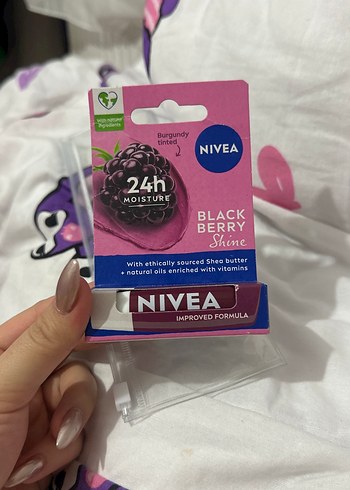 With natural
ingredients
Burgundy
tinted
NIVEA
24h
MOISTURE
BLACK
BERRY
Shine
With ethically sourced Shea butter
+ natural oils enriched with vitamins
NIVEA
IMPROVED FORMULA